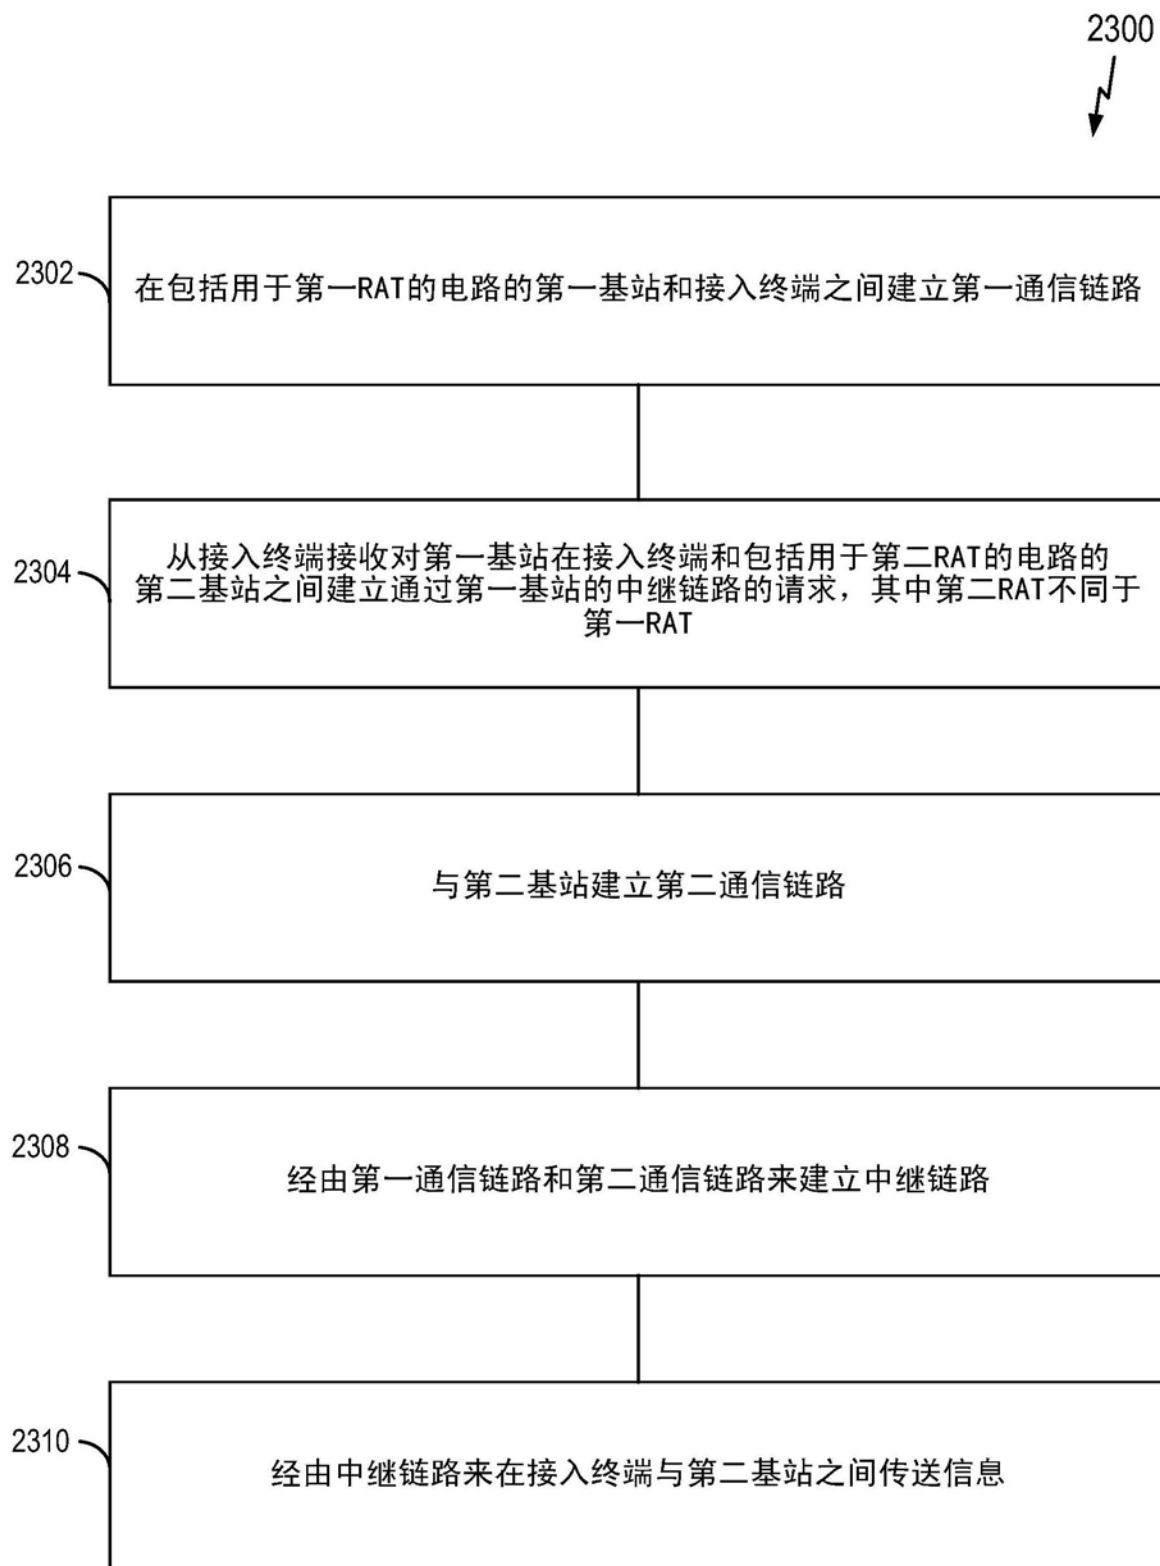 2300
2302
在包括用于第一RAT的电路的第一基站和接入终端之间建立第一通信链路
2304
从接入终端接收对第一基站在接入终端和包括用于第二RAT的电路的
第二基站之间建立通过第一基站的中继链路的请求，其中第二RAT不同于
第一RAT
2306
与第二基站建立第二通信链路
2308
经由第一通信链路和第二通信链路来建立中继链路
2310
经由中继链路来在接入终端与第二基站之间传送信息